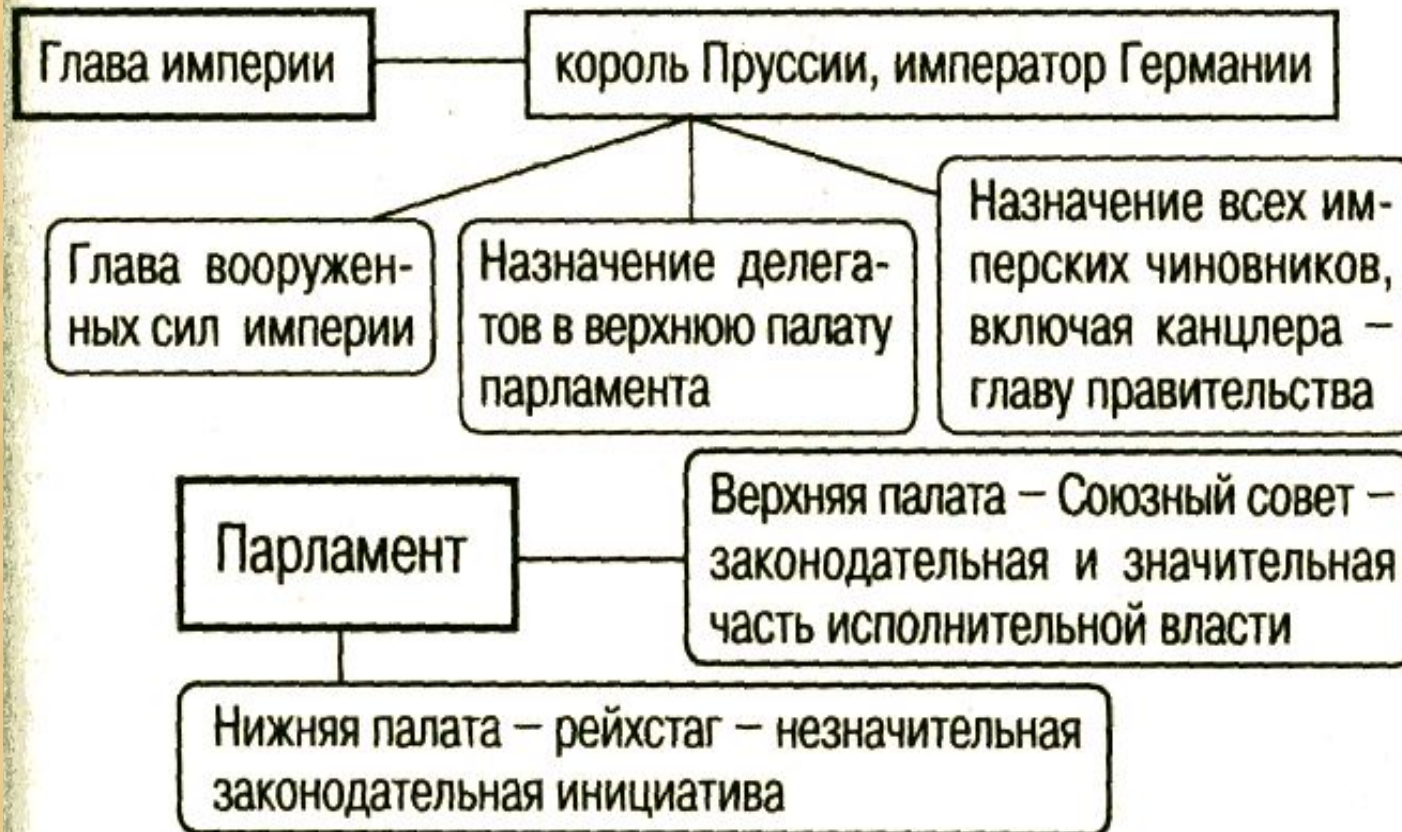 Глава империи
король Пруссии, император Германии
Глава вооружен-
ных сил империи
Назначение делега-
тов в верхнюю палату
парламента
Назначение всех им-
перских чиновников,
включая канцлера –
главу правительства
Парламент
Верхняя палата – Союзный совет –
законодательная и значительная
часть исполнительной власти
Нижняя палата – рейхстаг – незначительная
законодательная инициатива